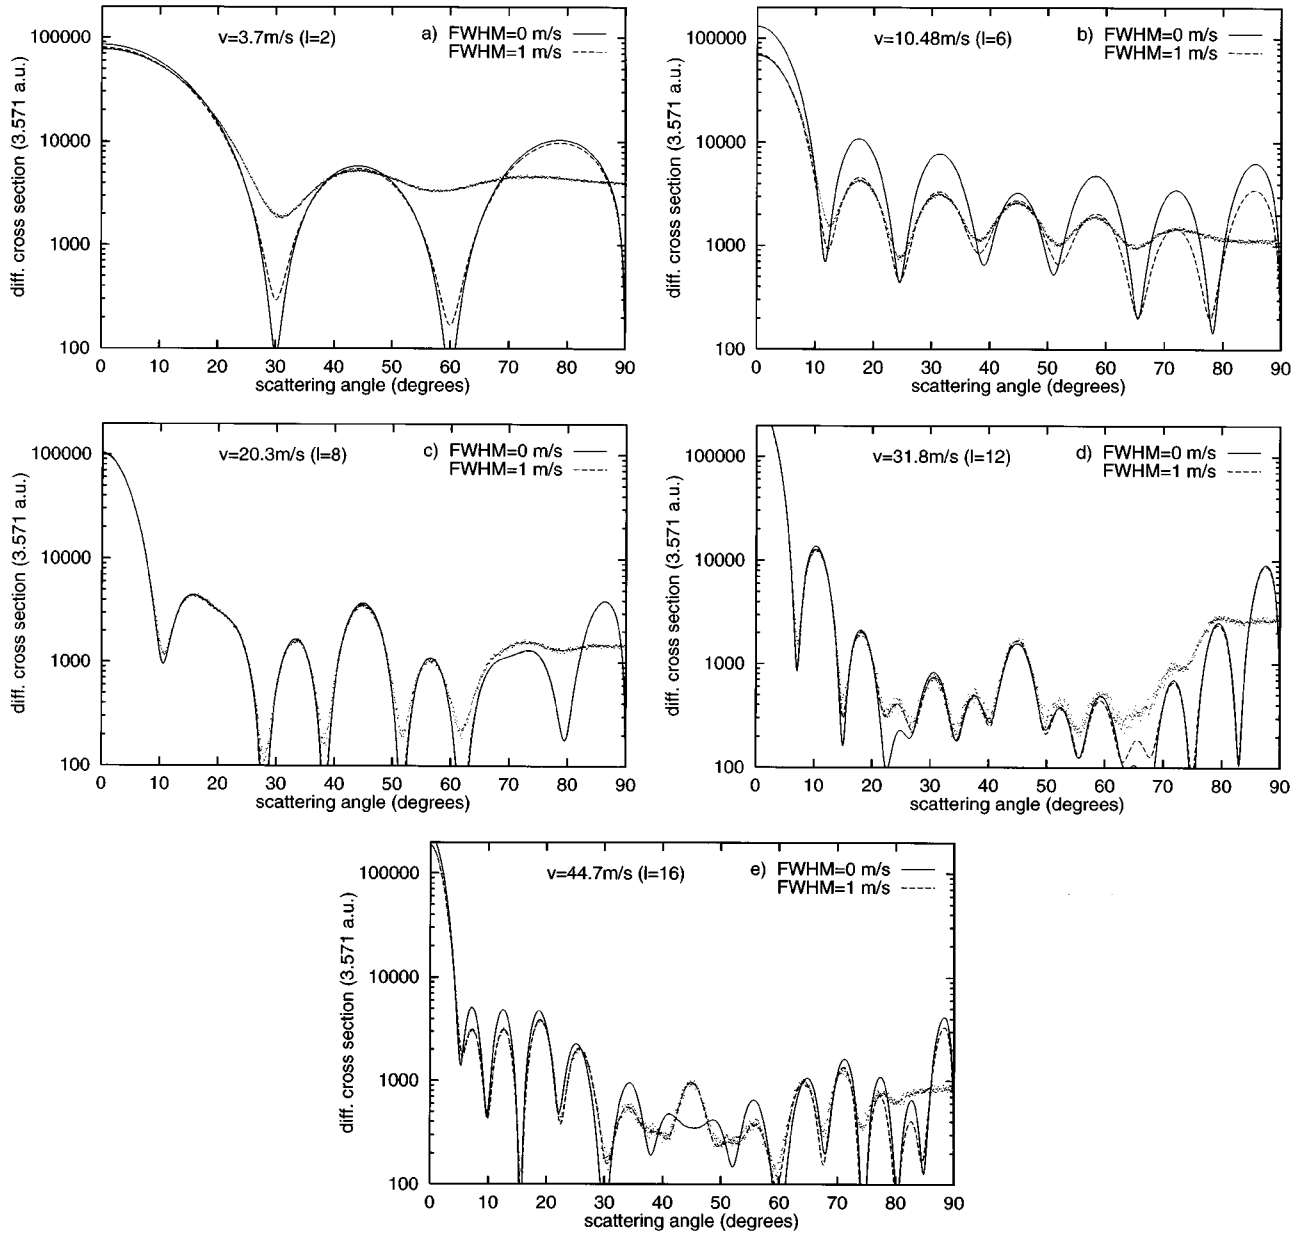 v=3.7m/s (l=2) a) FWHM=0 m/s
FWHM=1 m/s
diff. cross section (3.571 a.u.)
100000
10000
1000
100
0 10 20 30 40 50 60 70 80 90
scattering angle (degrees)
v=10.48m/s (l=6) b) FWHM=0 m/s
FWHM=1 m/s
diff. cross section (3.571 a.u.)
100000
10000
1000
100
0 10 20 30 40 50 60 70 80 90
scattering angle (degrees)
v=20.3m/s (l=8) c) FWHM=0 m/s
FWHM=1 m/s
diff. cross section (3.571 a.u.)
100000
10000
1000
100
0 10 20 30 40 50 60 70 80 90
scattering angle (degrees)
v=31.8m/s (l=12) d) FWHM=0 m/s
FWHM=1 m/s
diff. cross section (3.571 a.u.)
100000
10000
1000
100
0 10 20 30 40 50 60 70 80 90
scattering angle (degrees)
v=44.7m/s (l=16) e) FWHM=0 m/s
FWHM=1 m/s
diff. cross section (3.571 a.u.)
100000
10000
1000
100
0 10 20 30 40 50 60 70 80 90
scattering angle (degrees)